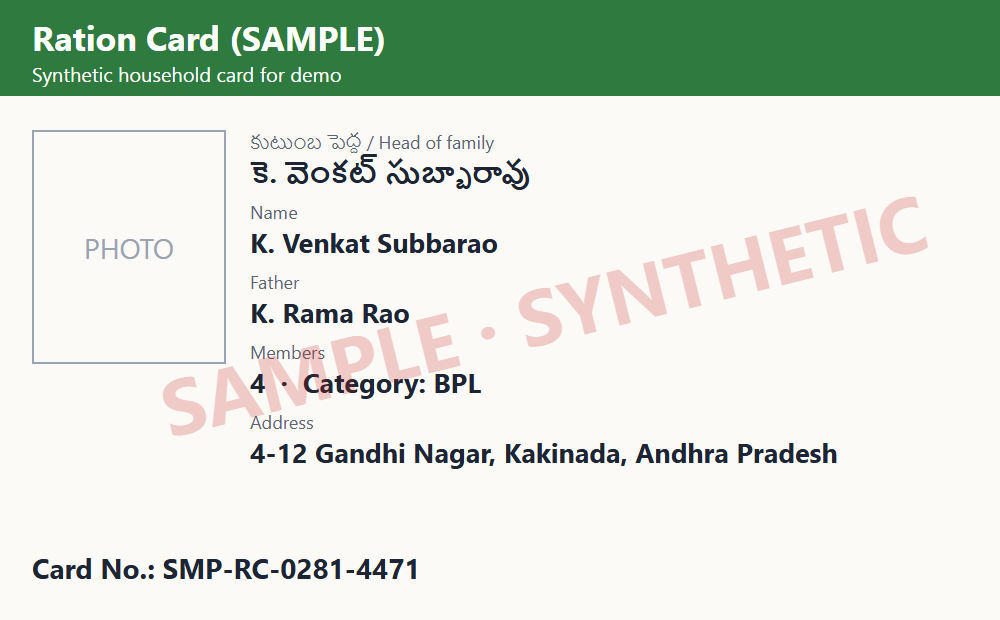 Ration Card (SAMPLE)
Synthetic household card for demo
PHOTO
కుటుంబ పెద్ద / Head of family
కె. వెంకట్ సుబ్బారావు
Name
K. Venkat Subbarao
Father
K. Rama Rao
Members
4 · Category: BPL
Address
4-12 Gandhi Nagar, Kakinada, Andhra Pradesh
SAMPLE · SYNTHETIC
Card No.: SMP-RC-0281-4471